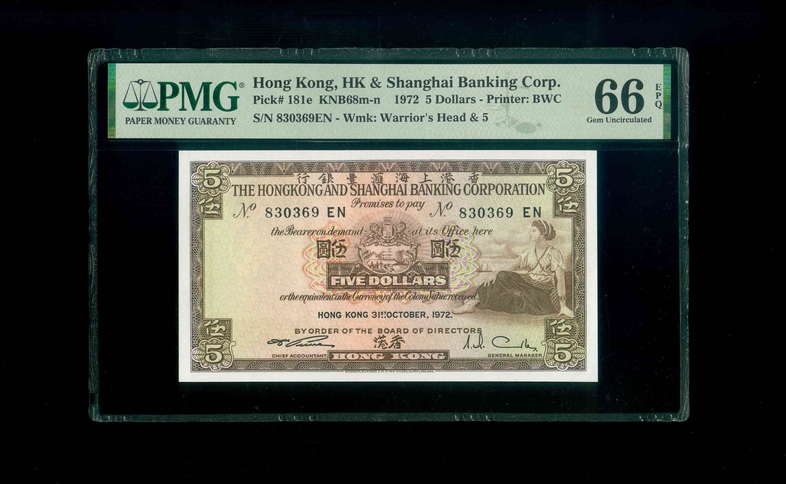 PMG®
PAPER MONEY GUARANTY
Hong Kong, HK & Shanghai Banking Corp.
Pick# 181e KNB68m-n 1972 5 Dollars - Printer: BWC
S/N 830369EN - Wmk: Warrior's Head & 5
66 EPQ
Gem Uncirculated
5 5
行銀豐滙海上港香
THE HONGKONG AND SHANGHAI BANKING CORPORATION
伍 伍
Promises to pay
No 830369 EN No 830369 EN
the Bearer on demand at its Office here
圓伍 圓伍
FIVE DOLLARS
or the equivalent in the Currency of the Colony Value received.
HONG KONG 31ST OCTOBER, 1972.
伍 伍
BY ORDER OF THE BOARD OF DIRECTORS
港香
5 5
CHIEF ACCOUNTANT HONG KONG GENERAL MANAGER